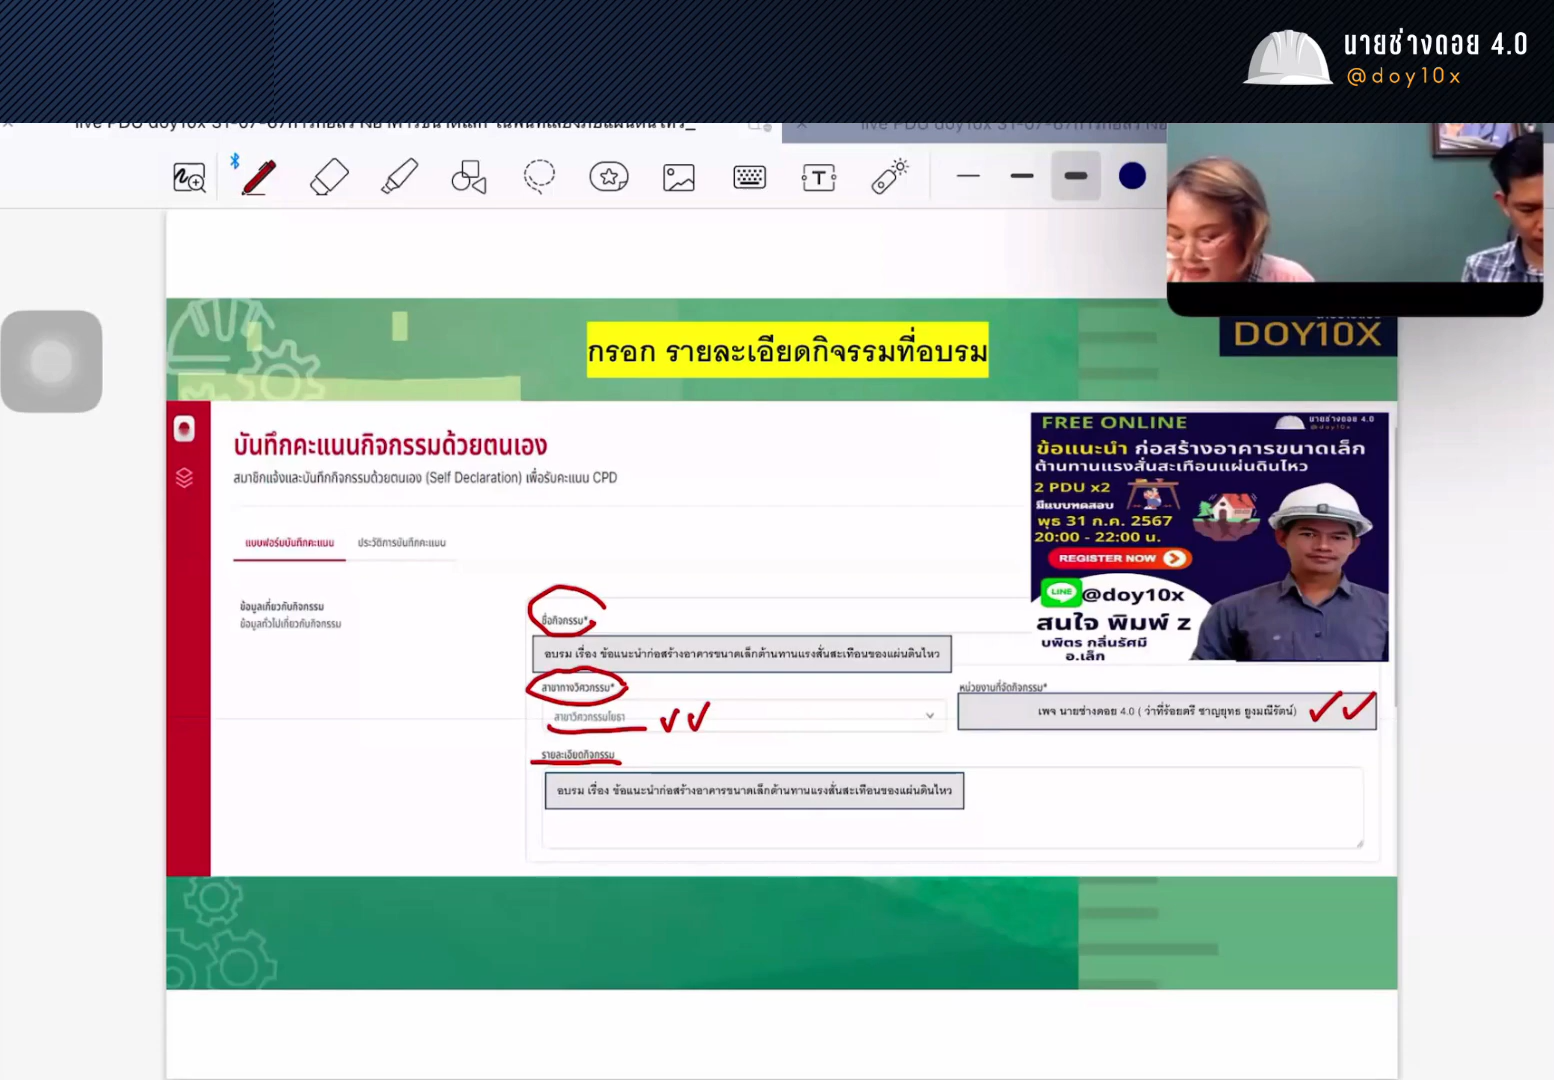 นายช่างดอย 4.0
@doy10x
DOY10X
กรอก รายละเอียดกิจรรมที่อบรม
บันทึกคะแนนกิจกรรมด้วยตนเอง
สมาชิกแจ้งและบันทึกกิจกรรมด้วยตนเอง (Self Declaration) เพื่อรับคะแนน CPD
แบบฟอร์มบันทึกคะแนน
ประวัติการบันทึกคะแนน
FREE ONLINE
นายช่างดอย 4.0
@doy10x
ข้อแนะนำ ก่อสร้างอาคารขนาดเล็ก
ต้านทานแรงสั่นสะเทือนแผ่นดินไหว
2 PDU x2
มีแบบทดสอบ
พุธ 31 ก.ค. 2567
20:00 - 22:00 น.
REGISTER NOW
LINE @doy10x
สนใจ พิมพ์ z
บพิตร กลิ่นรัศมี
อ.เล็ก
ข้อมูลเกี่ยวกับกิจกรรม
ข้อมูลทั่วไปเกี่ยวกับกิจกรรม
ชื่อกิจกรรม*
อบรม เรื่อง ข้อแนะนำก่อสร้างอาคารขนาดเล็กต้านทานแรงสั่นสะเทือนของแผ่นดินไหว
สาขาทางวิศวกรรม*
หน่วยงานที่จัดกิจกรรม*
สาขาวิศวกรรมโยธา
เพจ นายช่างดอย 4.0 ( ว่าที่ร้อยตรี ชาญยุทธ ยูงมณีรัตน์)
รายละเอียดกิจกรรม
อบรม เรื่อง ข้อแนะนำก่อสร้างอาคารขนาดเล็กต้านทานแรงสั่นสะเทือนของแผ่นดินไหว